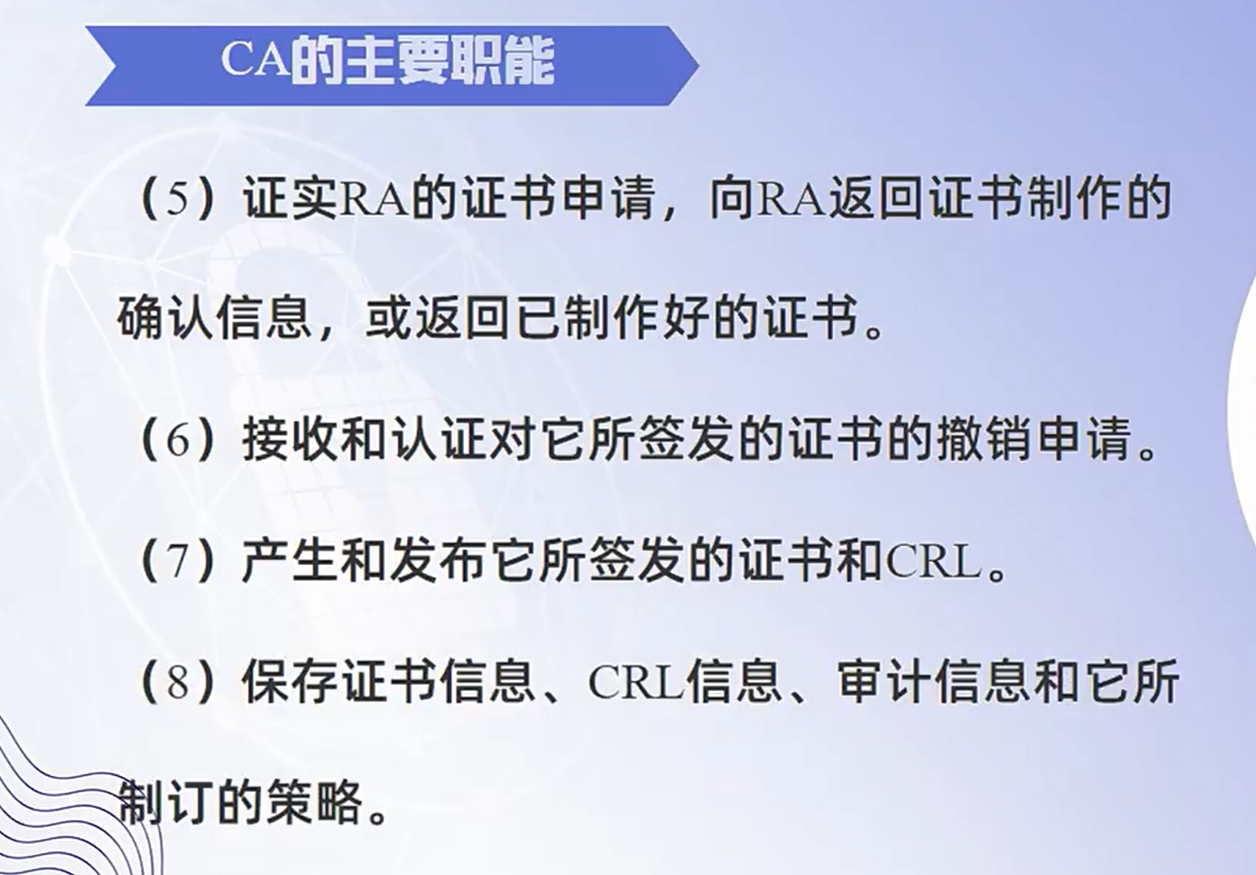 CA的主要职能
（5）证实RA的证书申请，向RA返回证书制作的
确认信息，或返回已制作好的证书。
（6）接收和认证对它所签发的证书的撤销申请。
（7）产生和发布它所签发的证书和CRL。
（8）保存证书信息、CRL信息、审计信息和它所
制订的策略。